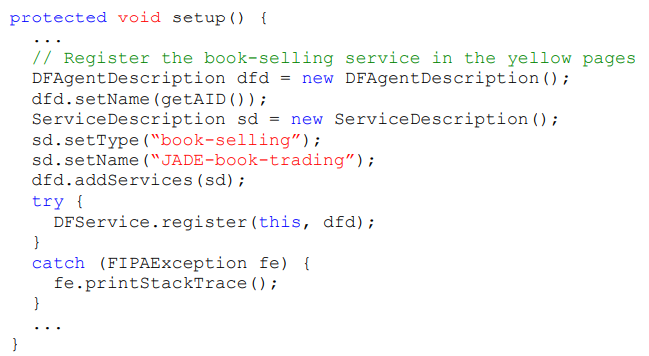 protected void setup() {
...
// Register the book-selling service in the yellow pages
DFAgentDescription dfd = new DFAgentDescription();
dfd.setName(getAID());
ServiceDescription sd = new ServiceDescription();
sd.setType(“book-selling”);
sd.setName(“JADE-book-trading”);
dfd.addServices(sd);
try {
DFService.register(this, dfd);
}
catch (FIPAException fe) {
fe.printStackTrace();
}
...
}